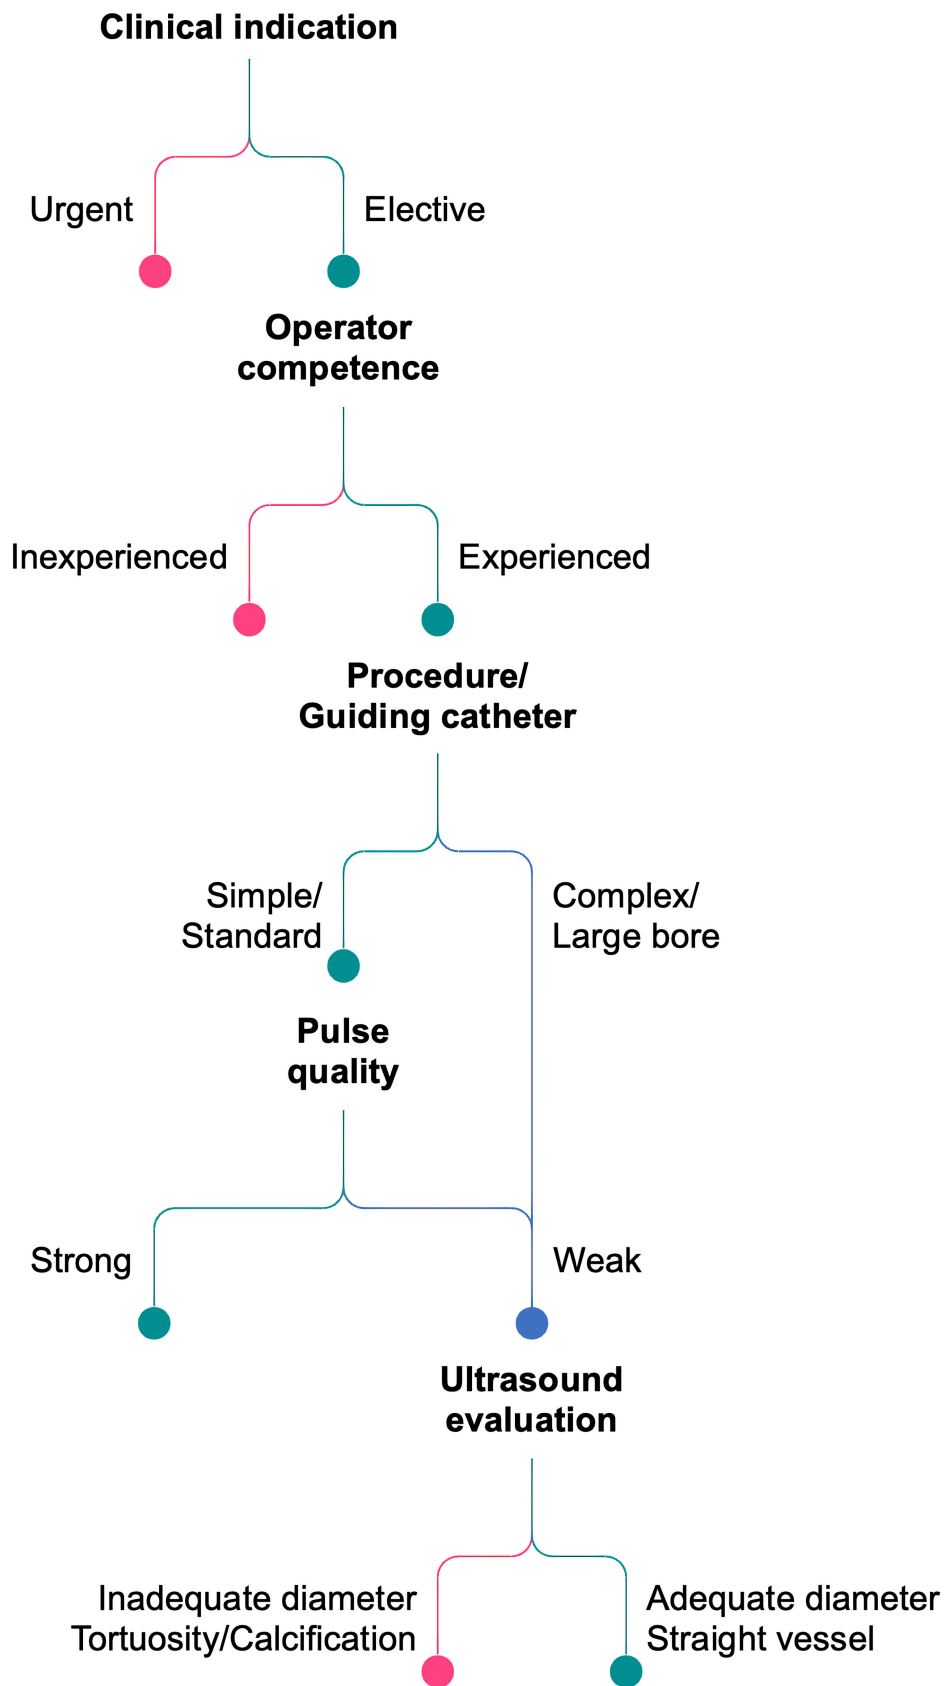 Clinical indication
Urgent
Elective
Operator
competence
Inexperienced
Experienced
Procedure/
Guiding catheter
Simple/
Standard
Complex/
Large bore
Pulse
quality
Strong
Weak
Ultrasound
evaluation
Inadequate diameter
Tortuosity/Calcification
Adequate diameter
Straight vessel